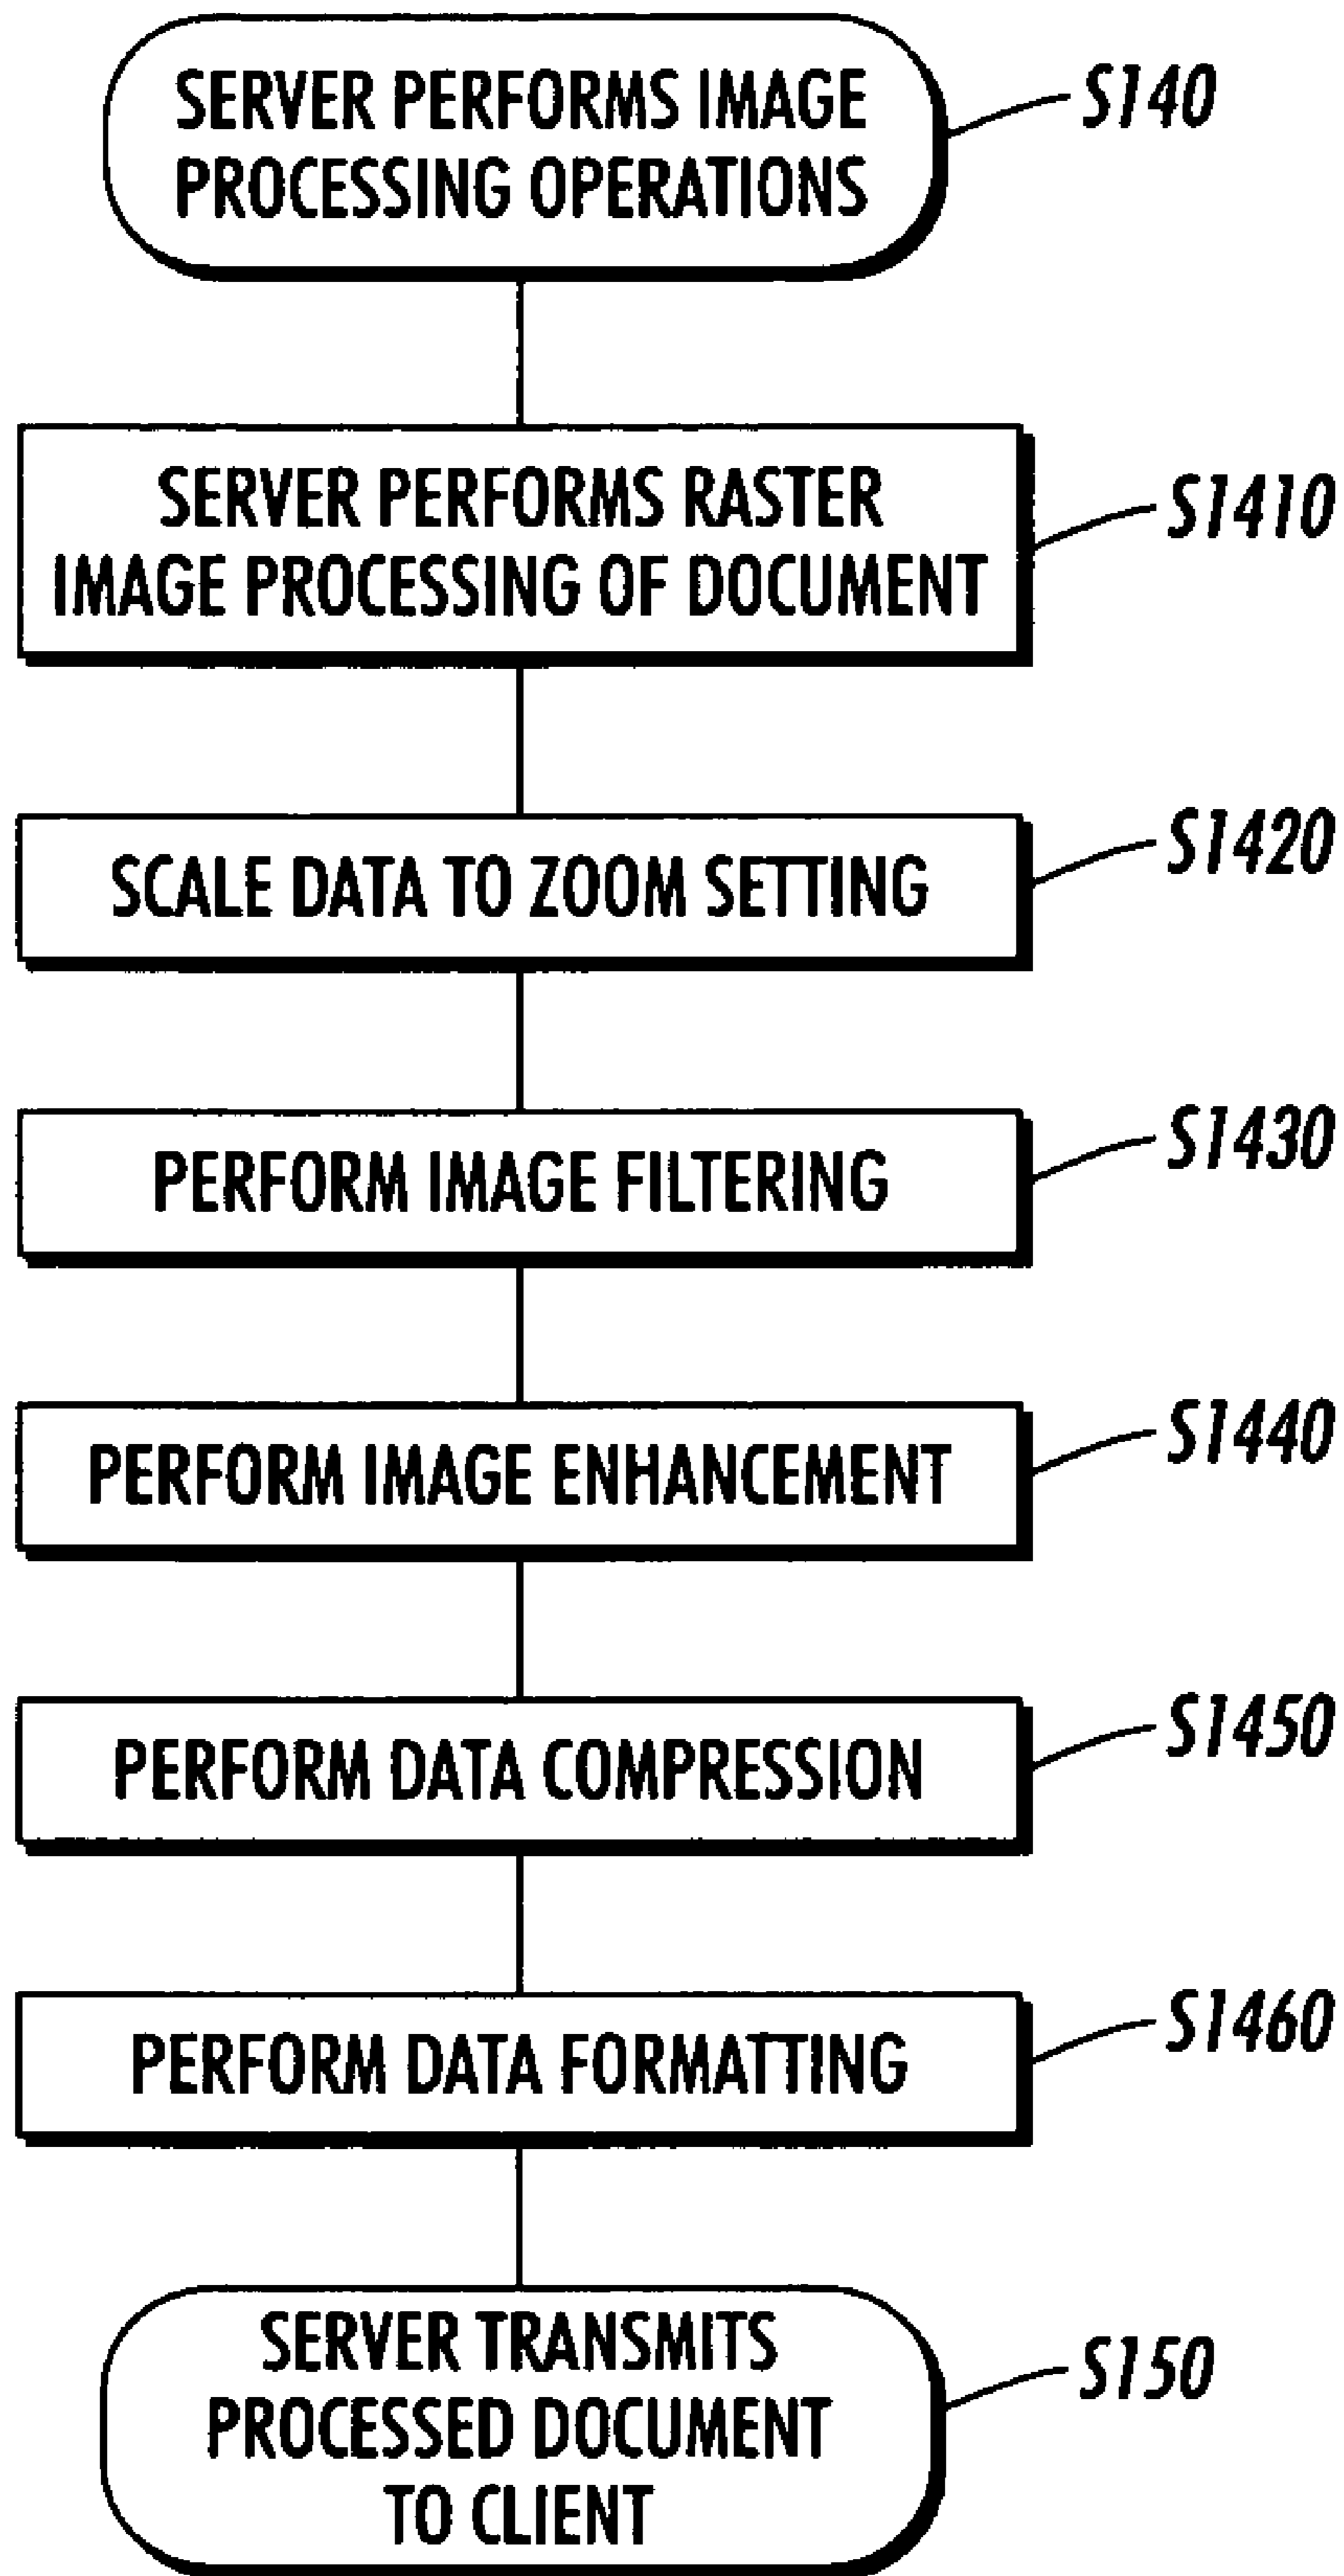 SERVER PERFORMS IMAGE
PROCESSING OPERATIONS
S140
SERVER PERFORMS RASTER
IMAGE PROCESSING OF DOCUMENT
S1410
SCALE DATA TO ZOOM SETTING
S1420
PERFORM IMAGE FILTERING
S1430
PERFORM IMAGE ENHANCEMENT
S1440
PERFORM DATA COMPRESSION
S1450
PERFORM DATA FORMATTING
S1460
SERVER TRANSMITS
PROCESSED DOCUMENT
TO CLIENT
S150